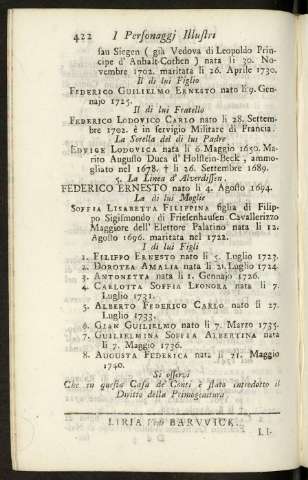 422 I Personaggi Illustri
sau Siegen ( già Vedova di Leopoldo Prin-
cipe d' Anhalt-Cothen ) nata li 30. No-
vembre 1702. maritata li 26. Aprile 1730.
Il di lui Figlio
FEDERICO GUILIELMO ERNESTO nato li 9. Gen-
najo 1725.
Il di lui Fratello
FEDERICO LODOVICO CARLO nato li 28. Settem-
bre 1702. è in servigio Militare di Francia.
La Sorella del di lui Padre
EDVIGE LODOVICA nata li 6. Maggio 1650. Ma-
rito Augusto Duca d' Holstein-Beck, ammo-
gliato nel 1678. † li 26. Settembre 1689.
5. La Linea d' Alverdissen.
FEDERICO ERNESTO nato li 4. Agosto 1694.
La di lui Moglie
SOFFIA LISABETTA FILIPPINA figlia di Filip-
po Sigismondo di Friesenhausen Cavallerizzo
Maggiore dell' Elettore Palatino nata li 12.
Agosto 1696. maritata nel 1722.
I di lui Figli
1. FILIPPO ERNESTO nato li 5. Luglio 1723.
2. DOROTEA AMALIA nata li 21. Luglio 1724.
3. ANTONETTA nata li 1. Gennajo 1726.
4. CARLOTTA SOFFIA LEONORA nata li 7.
Luglio 1731.
5. ALBERTO FEDERICO CARLO nato li 27.
Luglio 1733.
6. GIAN GUILIELMO nato li 7. Marzo 1735.
7. GUILIELMINA SOFFIA ALBERTINA nata
li 7. Maggio 1736.
8. AUGUSTA FEDERICA nata li 21. Maggio
1740.
Si osservi
Che in questa Casa de' Conti è stato introdotto il
Diritto della Primogenitura.
LIRIA Vedi BARVVICK.
LI-